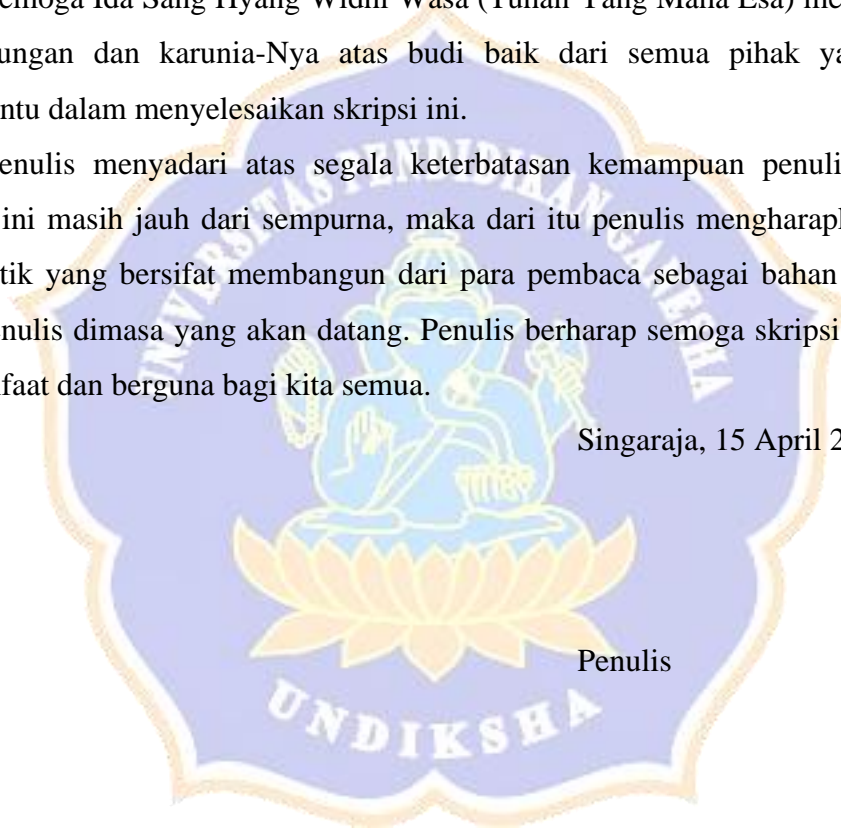 emoga Ida Sang Hyang Widhi Wasa (Tuhan Yang Maha Esa) me
ungan dan karunia-Nya atas budi baik dari semua pihak ya
ntu dalam menyelesaikan skripsi ini.
enulis menyadari atas segala keterbatasan kemampuan penuli
ini masih jauh dari sempurna, maka dari itu penulis mengharapl
tik yang bersifat membangun dari para pembaca sebagai bahan
enulis dimasa yang akan datang. Penulis berharap semoga skripsi
faat dan berguna bagi kita semua.
Singaraja, 15 April 2
Penulis
UNIVERSITAS PENDIDIKAN GANESHA
UNDIKSHA